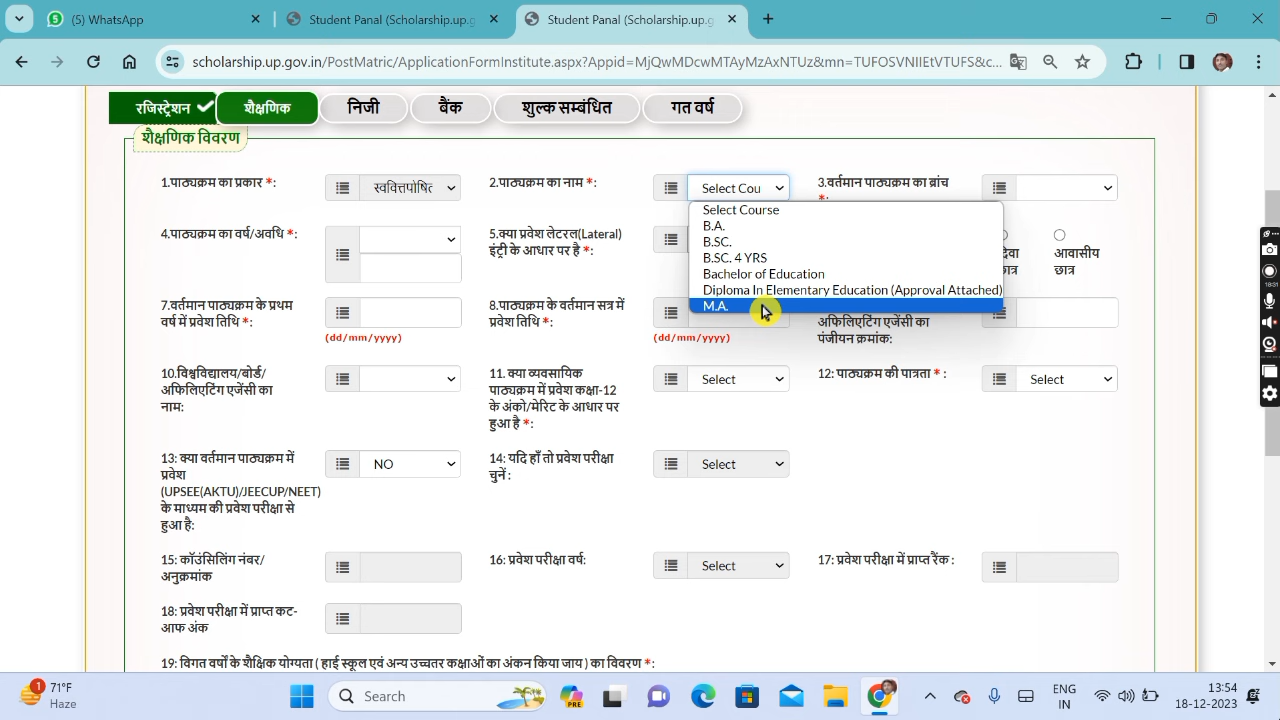 (5) WhatsApp
Student Panal (Scholarship.up.g
Student Panal (Scholarship.up.g
scholarship.up.gov.in/PostMatric/ApplicationFormInstitute.aspx?Appid=MjQwMDcwMTAyMzAxNTUz&mn=TUFOSVNIIEtVTUFS&c...
रजिस्ट्रेशन
शैक्षणिक
निजी
बैंक
शुल्क सम्बंधित
गत वर्ष
शैक्षणिक विवरण
1.पाठ्यक्रम का प्रकार *:
स्ववित्तपोषित
2.पाठ्यक्रम का नाम *:
Select Cou
3.वर्तमान पाठ्यक्रम का ब्रांच
*:
Select Course
B.A.
B.SC.
B.SC. 4 YRS
Bachelor of Education
Diploma In Elementary Education (Approval Attached)
M.A.
4.पाठ्यक्रम का वर्ष/अवधि *:
5.क्या प्रवेश लेटरल(Lateral)
इंट्री के आधार पर है *:
आवासीय
छात्र
छात्र
7.वर्तमान पाठ्यक्रम के प्रथम
वर्ष में प्रवेश तिथि *:
(dd/mm/yyyy)
8.पाठ्यक्रम के वर्तमान सत्र में
प्रवेश तिथि *:
(dd/mm/yyyy)
अफिलिएटिंग एजेंसी का
पंजीयन क्रमांक:
10.विश्वविद्यालय/बोर्ड/
अफिलिएटिंग एजेंसी का
नाम:
11. क्या व्यवसायिक
पाठ्यक्रम में प्रवेश कक्षा-12
के अंको/मेरिट के आधार पर
हुआ है *:
Select
12: पाठ्यक्रम की पात्रता * :
Select
13: क्या वर्तमान पाठ्यक्रम में
प्रवेश
(UPSEE(AKTU)/JEECUP/NEET)
के माध्यम की प्रवेश परीक्षा से
हुआ है:
NO
14: यदि हाँ तो प्रवेश परीक्षा
चुनें :
Select
15: कॉउंसिलिंग नंबर/
अनुक्रमांक
16: प्रवेश परीक्षा वर्ष:
Select
17: प्रवेश परीक्षा में प्राप्त रैंक :
18: प्रवेश परीक्षा में प्राप्त कट-
आफ अंक
19: विगत वर्षों के शैक्षिक योग्यता ( हाई स्कूल एवं अन्य उच्चतर कक्षाओं का अंकन किया जाय ) का विवरण *:
18:31
1
71°F
Haze
Search
PRE
ENG
IN
13:54
18-12-2023